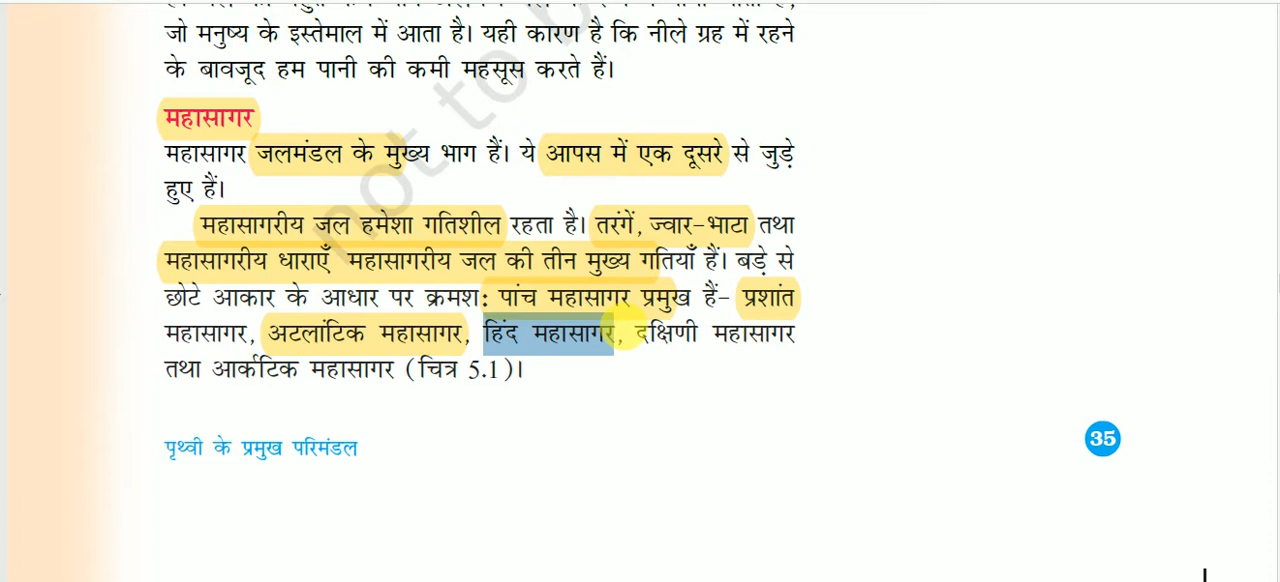 जो मनुष्य के इस्तेमाल में आता है। यही कारण है कि नीले ग्रह में रहने
के बावजूद हम पानी की कमी महसूस करते हैं।
महासागर
महासागर जलमंडल के मुख्य भाग हैं। ये आपस में एक दूसरे से जुड़े
हुए हैं।
महासागरीय जल हमेशा गतिशील रहता है। तरंगें, ज्वार-भाटा तथा
महासागरीय धाराएँ महासागरीय जल की तीन मुख्य गतियाँ हैं। बड़े से
छोटे आकार के आधार पर क्रमश: पांच महासागर प्रमुख हैं- प्रशांत
महासागर, अटलांटिक महासागर, हिंद महासागर, दक्षिणी महासागर
तथा आर्कटिक महासागर (चित्र 5.1)।
पृथ्वी के प्रमुख परिमंडल
35
not to b